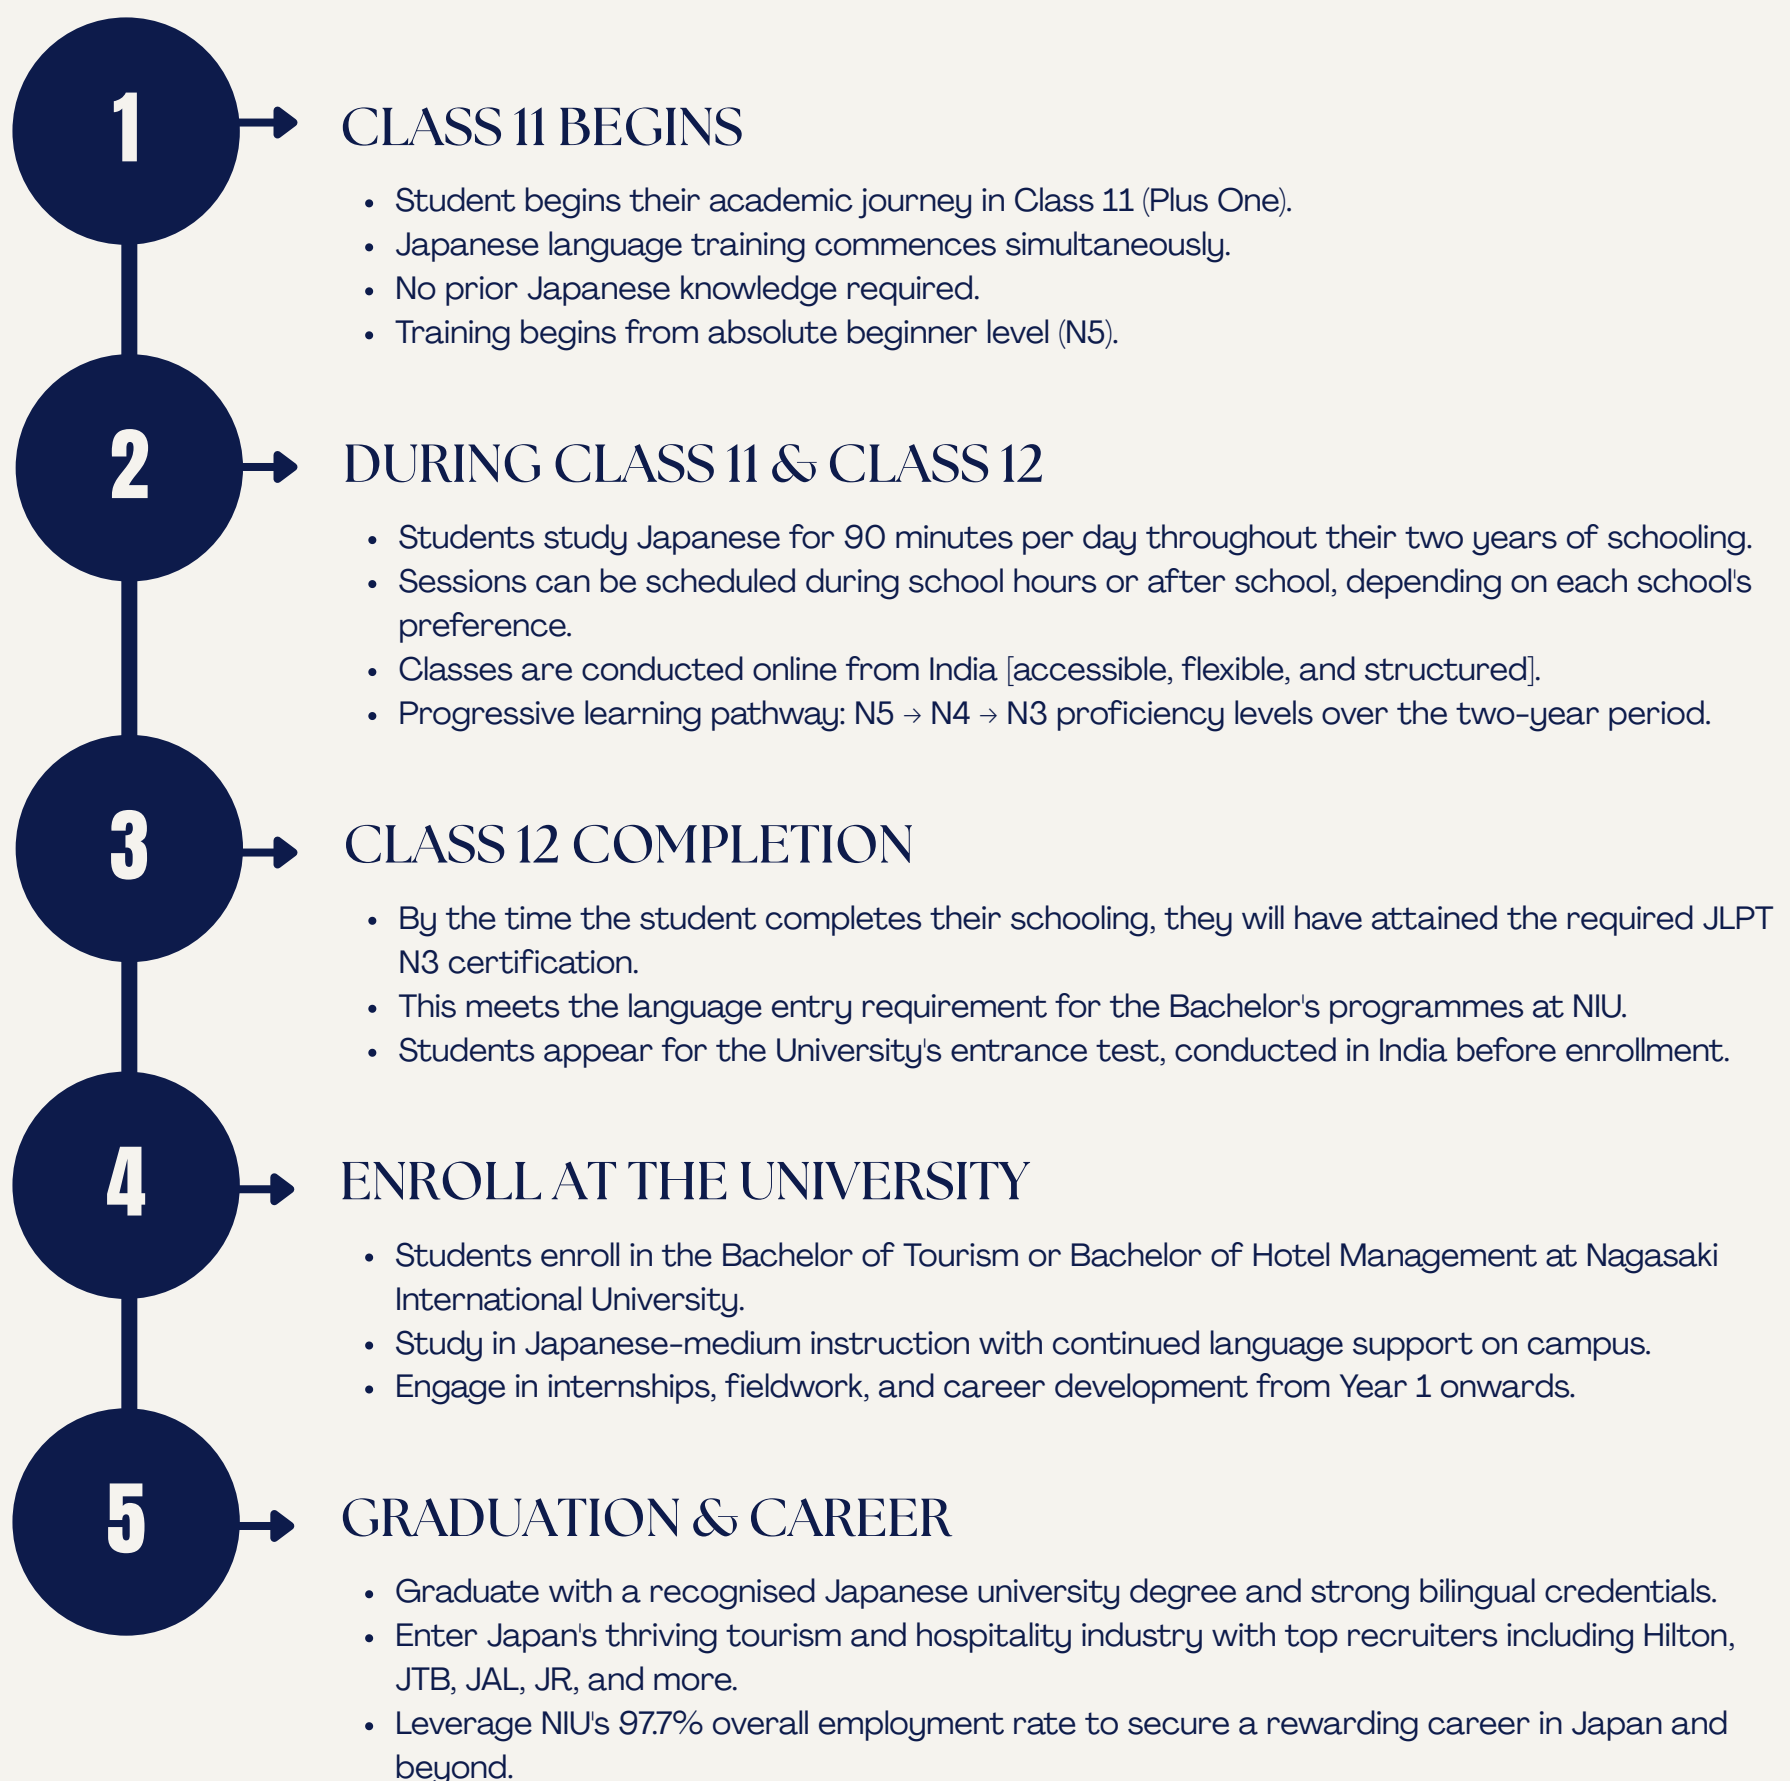 1
CLASS 11 BEGINS
• Student begins their academic journey in Class 11 (Plus One).
• Japanese language training commences simultaneously.
• No prior Japanese knowledge required.
• Training begins from absolute beginner level (N5).
2
DURING CLASS 11 & CLASS 12
• Students study Japanese for 90 minutes per day throughout their two years of schooling.
• Sessions can be scheduled during school hours or after school, depending on each school's
preference.
• Classes are conducted online from India [accessible, flexible, and structured].
• Progressive learning pathway: N5 → N4 → N3 proficiency levels over the two-year period.
3
CLASS 12 COMPLETION
• By the time the student completes their schooling, they will have attained the required JLPT
N3 certification.
• This meets the language entry requirement for the Bachelor's programmes at NIU.
• Students appear for the University's entrance test, conducted in India before enrollment.
4
ENROLL AT THE UNIVERSITY
• Students enroll in the Bachelor of Tourism or Bachelor of Hotel Management at Nagasaki
International University.
• Study in Japanese-medium instruction with continued language support on campus.
• Engage in internships, fieldwork, and career development from Year 1 onwards.
5
GRADUATION & CAREER
• Graduate with a recognised Japanese university degree and strong bilingual credentials.
• Enter Japan's thriving tourism and hospitality industry with top recruiters including Hilton,
JTB, JAL, JR, and more.
• Leverage NIU's 97.7% overall employment rate to secure a rewarding career in Japan and
beyond.